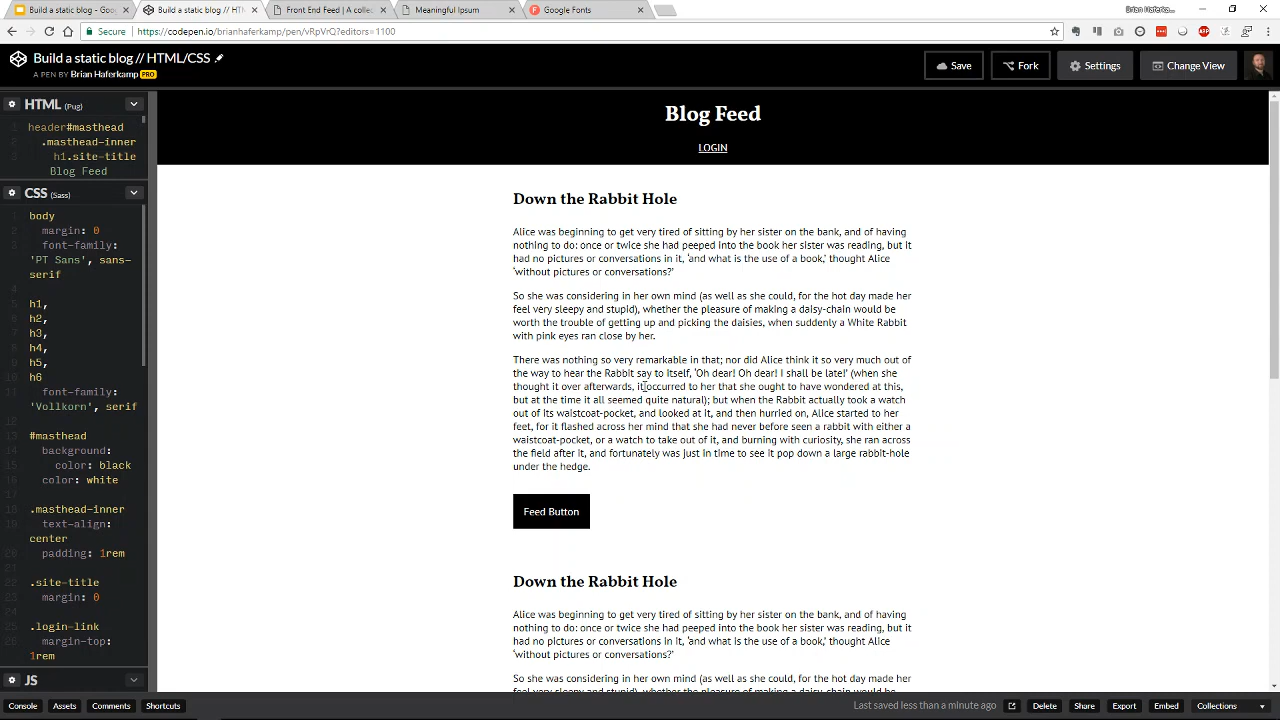 Build a static blog - Goo
Build a static blog // HTM
Front End Feed | A collec
Meaningful Ipsum
Google Fonts
https://codepen.io/brianhaferkamp/pen/vRpVrQ?editors=1100
Build a static blog // HTML/CSS
A PEN BY Brian Haferkamp PRO
Save
Fork
Settings
Change View
HTML (Pug)
header#masthead
.masthead-inner
h1.site-title
Blog Feed
CSS (Sass)
body
margin: 0
font-family:
'PT Sans', sans-
serif
h1,
h2,
h3,
h4,
h5,
h6
font-family:
'Vollkorn', serif
#masthead
background:
color: black
color: white
.masthead-inner
text-align:
center
padding: 1rem
.site-title
margin: 0
.login-link
margin-top:
1rem
JS
Blog Feed
LOGIN
Down the Rabbit Hole
Alice was beginning to get very tired of sitting by her sister on the bank, and of having
nothing to do: once or twice she had peeped into the book her sister was reading, but it
had no pictures or conversations in it, ‘and what is the use of a book,’ thought Alice
‘without pictures or conversations?’
So she was considering in her own mind (as well as she could, for the hot day made her
feel very sleepy and stupid), whether the pleasure of making a daisy-chain would be
worth the trouble of getting up and picking the daisies, when suddenly a White Rabbit
with pink eyes ran close by her.
There was nothing so very remarkable in that; nor did Alice think it so very much out of
the way to hear the Rabbit say to itself, ‘Oh dear! Oh dear! I shall be late!’ (when she
thought it over afterwards, it occurred to her that she ought to have wondered at this,
but at the time it all seemed quite natural); but when the Rabbit actually took a watch
out of its waistcoat-pocket, and looked at it, and then hurried on, Alice started to her
feet, for it flashed across her mind that she had never before seen a rabbit with either a
waistcoat-pocket, or a watch to take out of it, and burning with curiosity, she ran across
the field after it, and fortunately was just in time to see it pop down a large rabbit-hole
under the hedge.
Feed Button
Down the Rabbit Hole
Alice was beginning to get very tired of sitting by her sister on the bank, and of having
nothing to do: once or twice she had peeped into the book her sister was reading, but it
had no pictures or conversations in it, ‘and what is the use of a book,’ thought Alice
‘without pictures or conversations?’
So she was considering in her own mind (as well as she could, for the hot day made her
feel very sleepy and stupid), whether the pleasure of making a daisy-chain would be
Console
Assets
Comments
Shortcuts
Last saved less than a minute ago
Delete
Share
Export
Embed
Collections